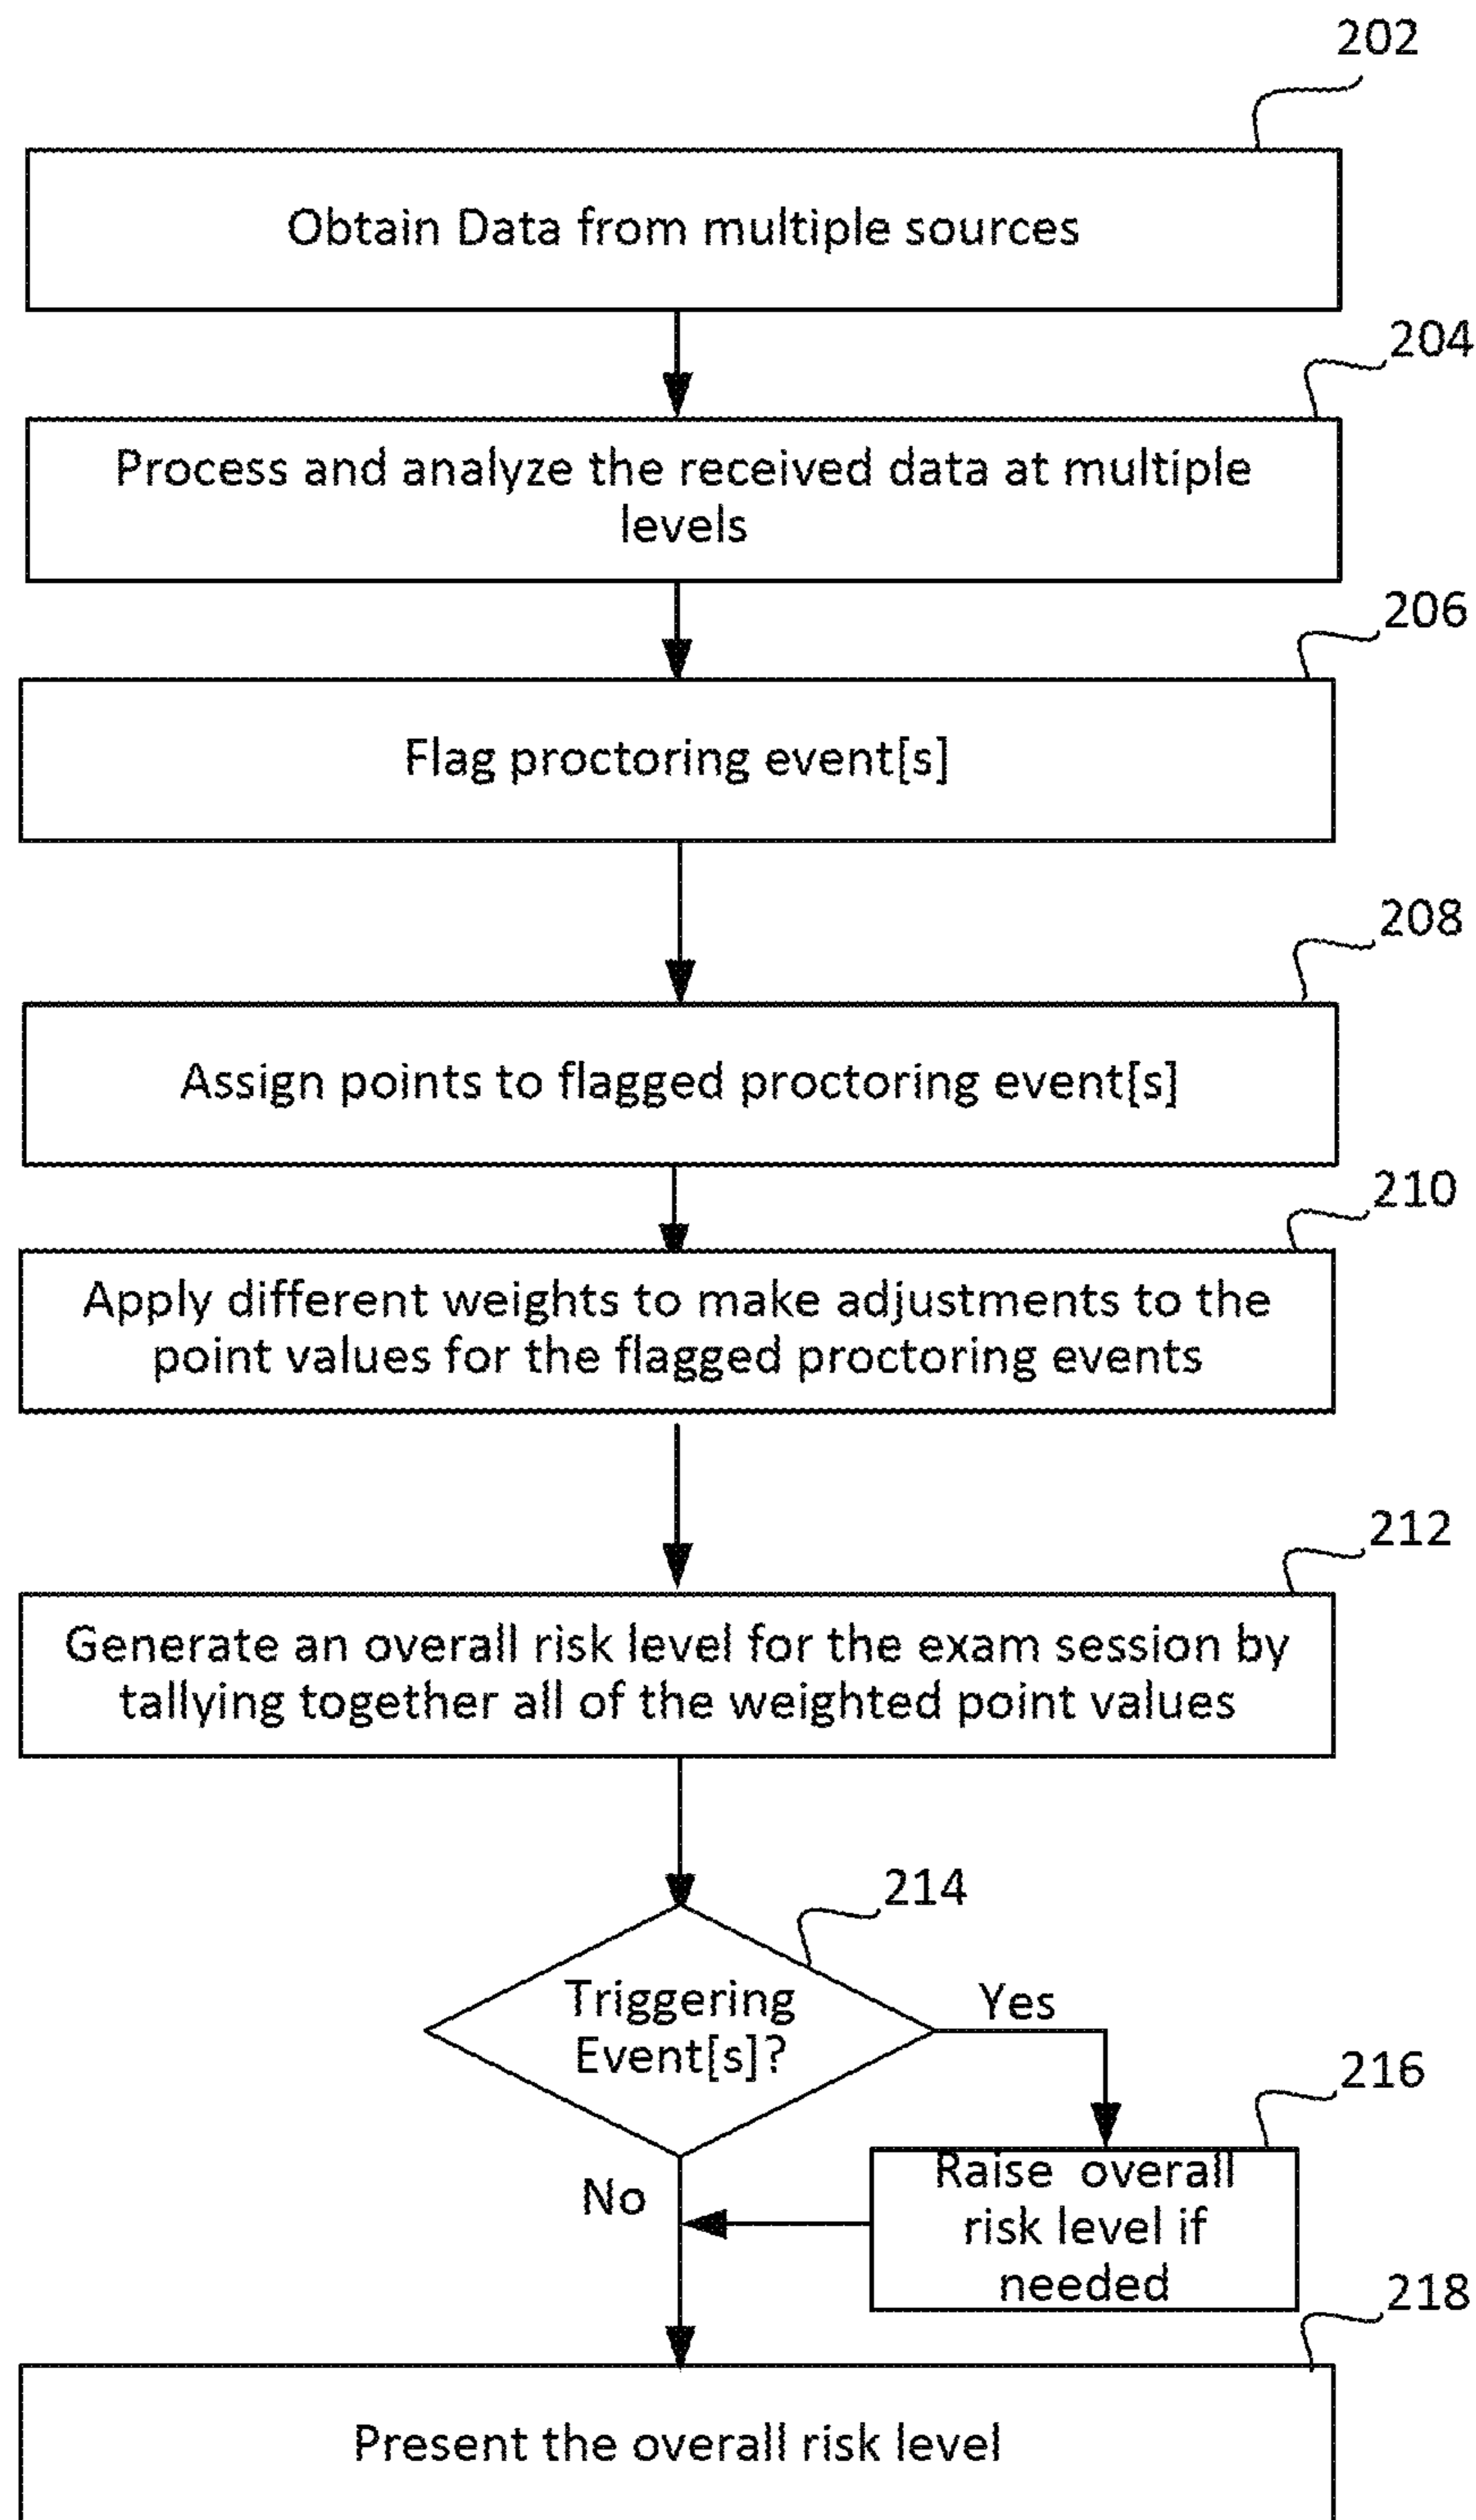 202
Obtain Data from multiple sources
204
Process and analyze the received data at multiple
levels
206
Flag proctoring event[s]
208
Assign points to flagged proctoring event[s]
210
Apply different weights to make adjustments to the
point values for the flagged proctoring events
212
Generate an overall risk level for the exam session by
tallying together all of the weighted point values
214
Triggering
Event[s]?
Yes
216
Raise overall
risk level if
needed
No
218
Present the overall risk level